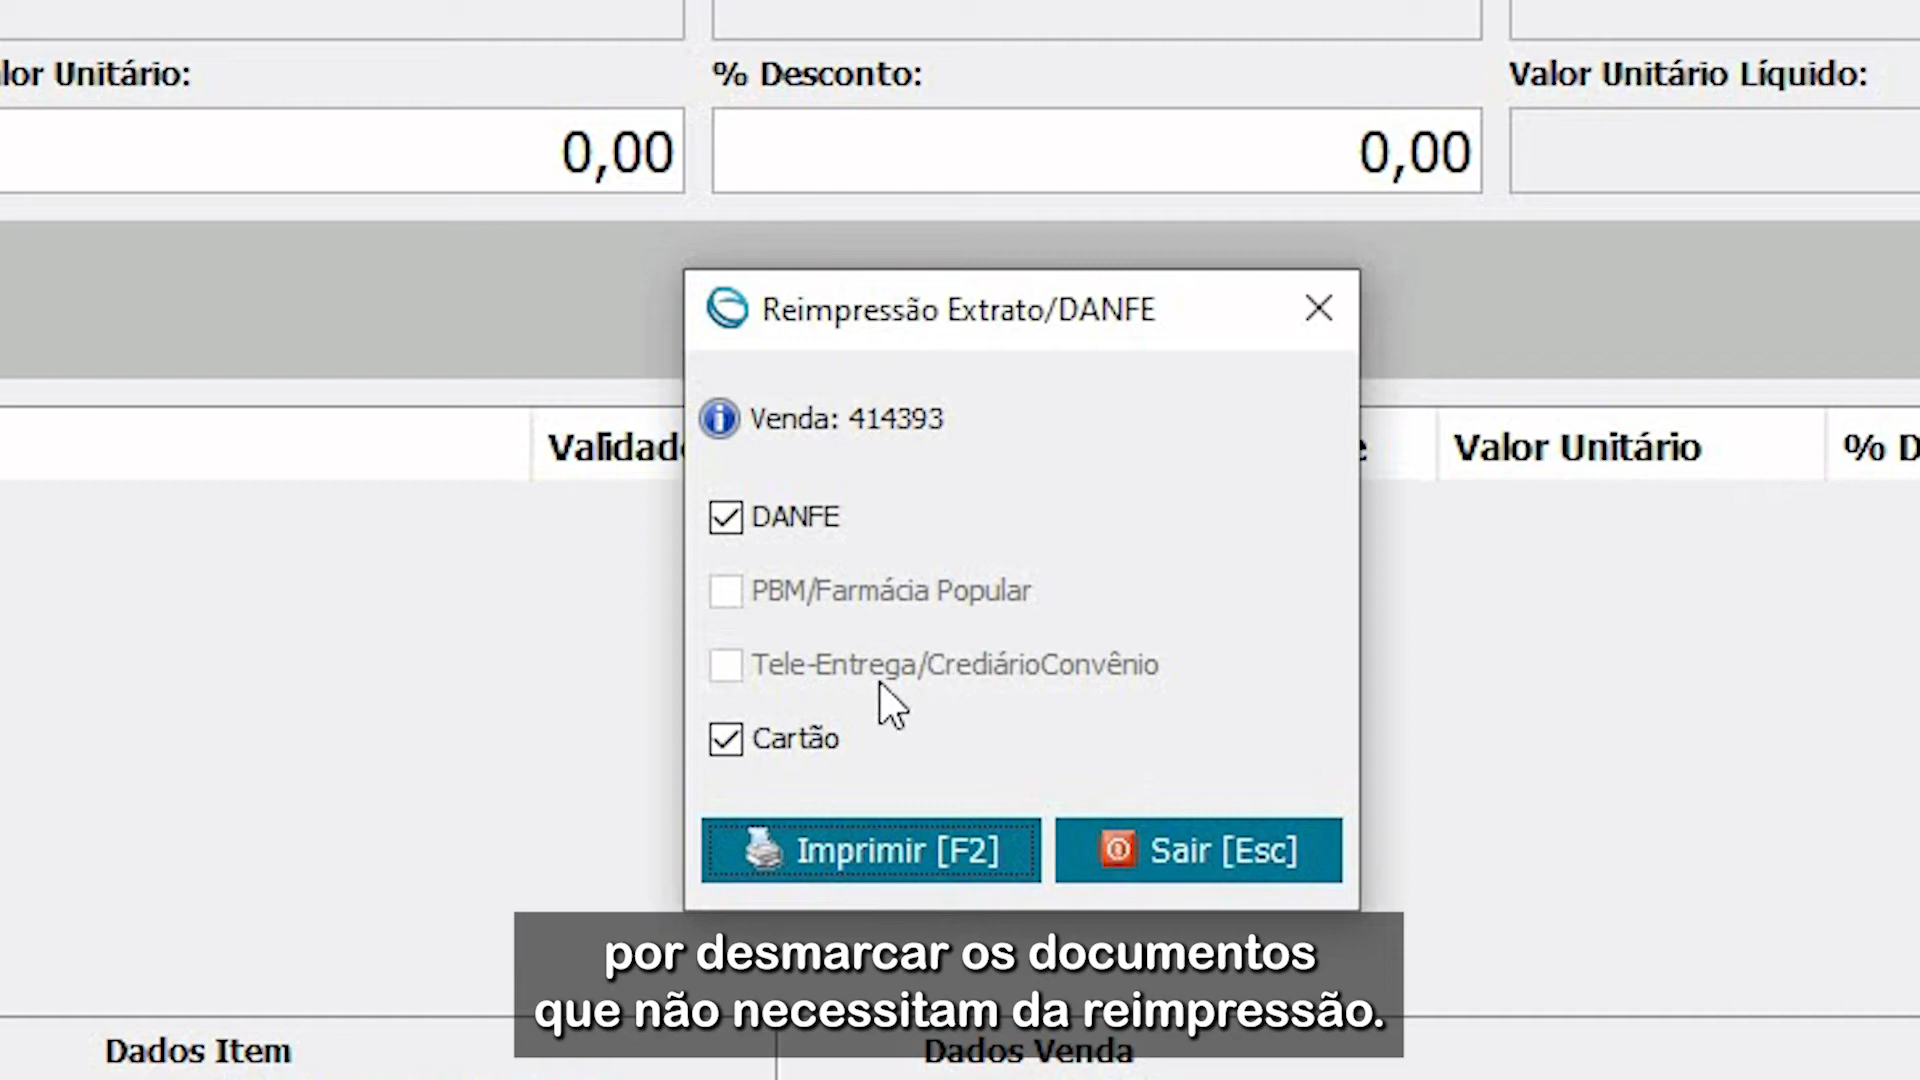 lor Unitário:
% Desconto:
Valor Unitário Líquido:
0,00
0,00
Reimpressão Extrato/DANFE
Venda: 414393
Validad
e
Valor Unitário
% D
DANFE
PBM/Farmácia Popular
Tele-Entrega/CrediárioConvênio
Cartão
Imprimir [F2]
Sair [Esc]
por desmarcar os documentos
que não necessitam da reimpressão.
Dados Item
Dados Venda